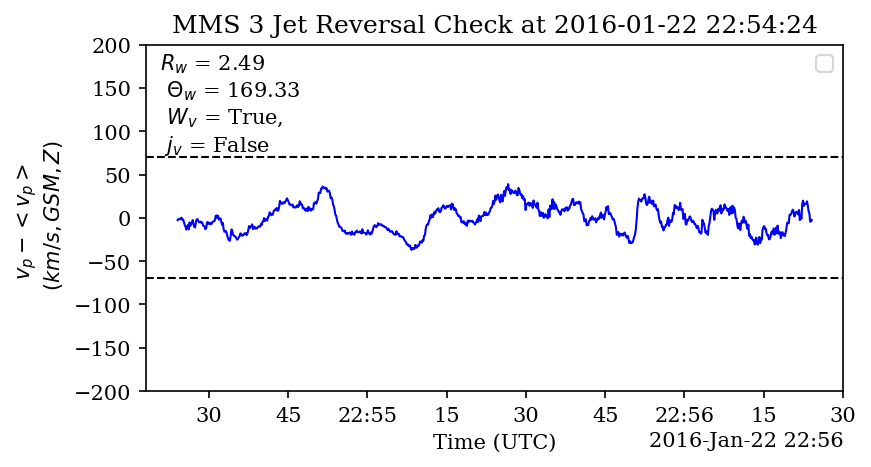 MMS 3 Jet Reversal Check at 2016-01-22 22:54:24
200
150
100
50
0
−50
−100
−150
−200
v_p − < v_p >
(km/s, GSM, Z)
R_w = 2.49
Θ_w = 169.33
W_v = True,
j_v = False
30 45 22:55 15 30 45 22:56 15 30
Time (UTC)
2016-Jan-22 22:56